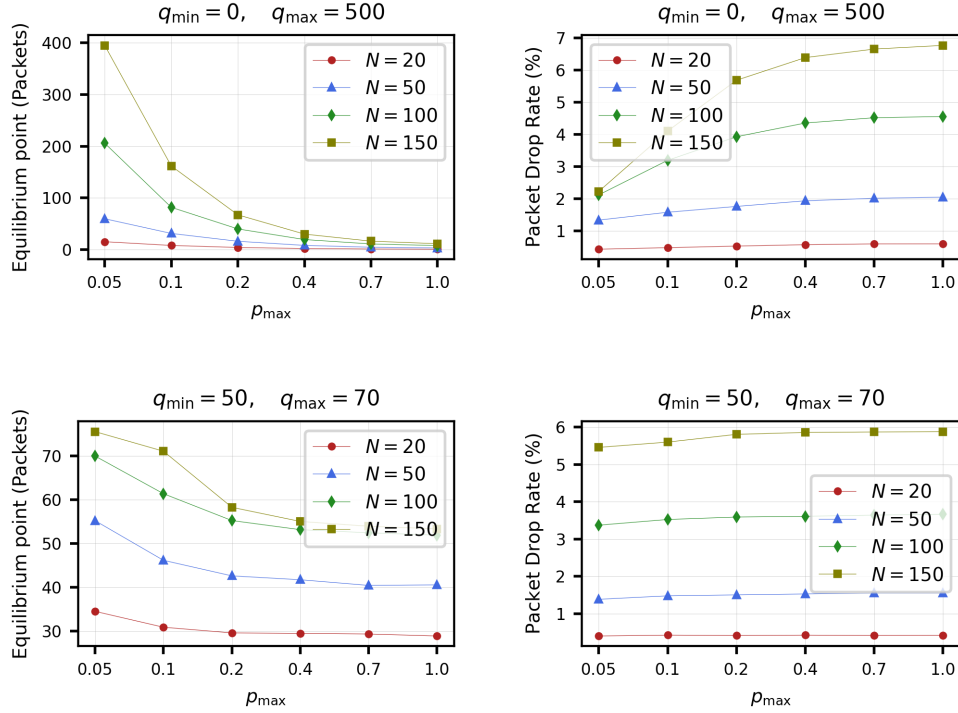 q_min = 0, q_max = 500
Equilibrium point (Packets)
400
300
200
100
0
N = 20
N = 50
N = 100
N = 150
0.05 0.1 0.2 0.4 0.7 1.0
p_max
q_min = 0, q_max = 500
Packet Drop Rate (%)
7
6
5
4
3
2
1
N = 20
N = 50
N = 100
N = 150
0.05 0.1 0.2 0.4 0.7 1.0
p_max
q_min = 50, q_max = 70
Equilibrium point (Packets)
70
60
50
40
30
N = 20
N = 50
N = 100
N = 150
0.05 0.1 0.2 0.4 0.7 1.0
p_max
q_min = 50, q_max = 70
Packet Drop Rate (%)
6
5
4
3
2
1
N = 20
N = 50
N = 100
N = 150
0.05 0.1 0.2 0.4 0.7 1.0
p_max